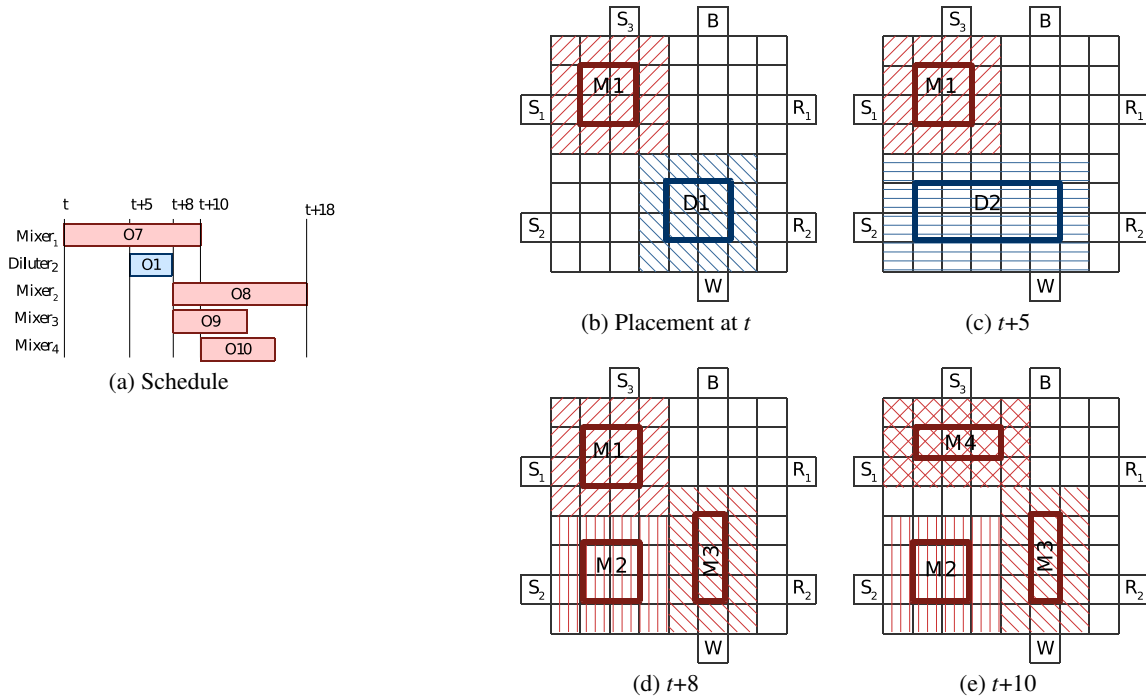 t t+5 t+8 t+10 t+18
Mixer₁ O7
Diluter₂ O1
Mixer₂ O8
Mixer₃ O9
Mixer₄ O10
(a) Schedule
S₃ B
M1
S₁ R₁
D1
S₂ R₂
W
(b) Placement at t
S₃ B
M1
S₁ R₁
D2
S₂ R₂
W
(c) t+5
S₃ B
M1
S₁ R₁
M2 M3
S₂ R₂
W
(d) t+8
S₃ B
M4
S₁ R₁
M2 M3
S₂ R₂
W
(e) t+10